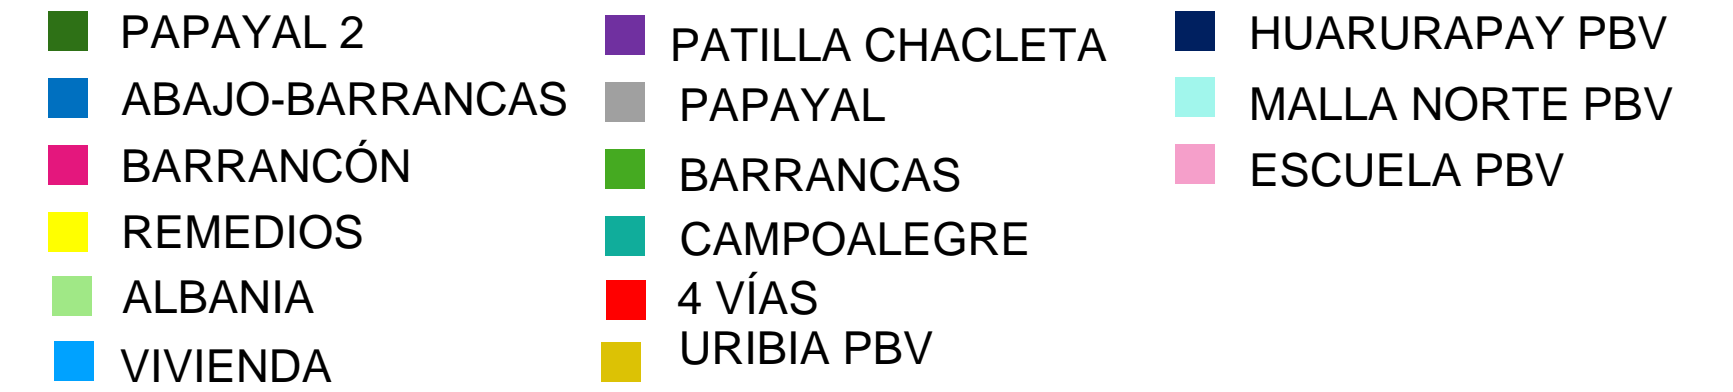 PAPAYAL 2
ABAJO-BARRANCAS
BARRANCÓN
REMEDIOS
ALBANIA
VIVIENDA
PATILLA CHACLETA
PAPAYAL
BARRANCAS
CAMPOALEGRE
4 VÍAS
URIBIA PBV
HUARURAPAY PBV
MALLA NORTE PBV
ESCUELA PBV